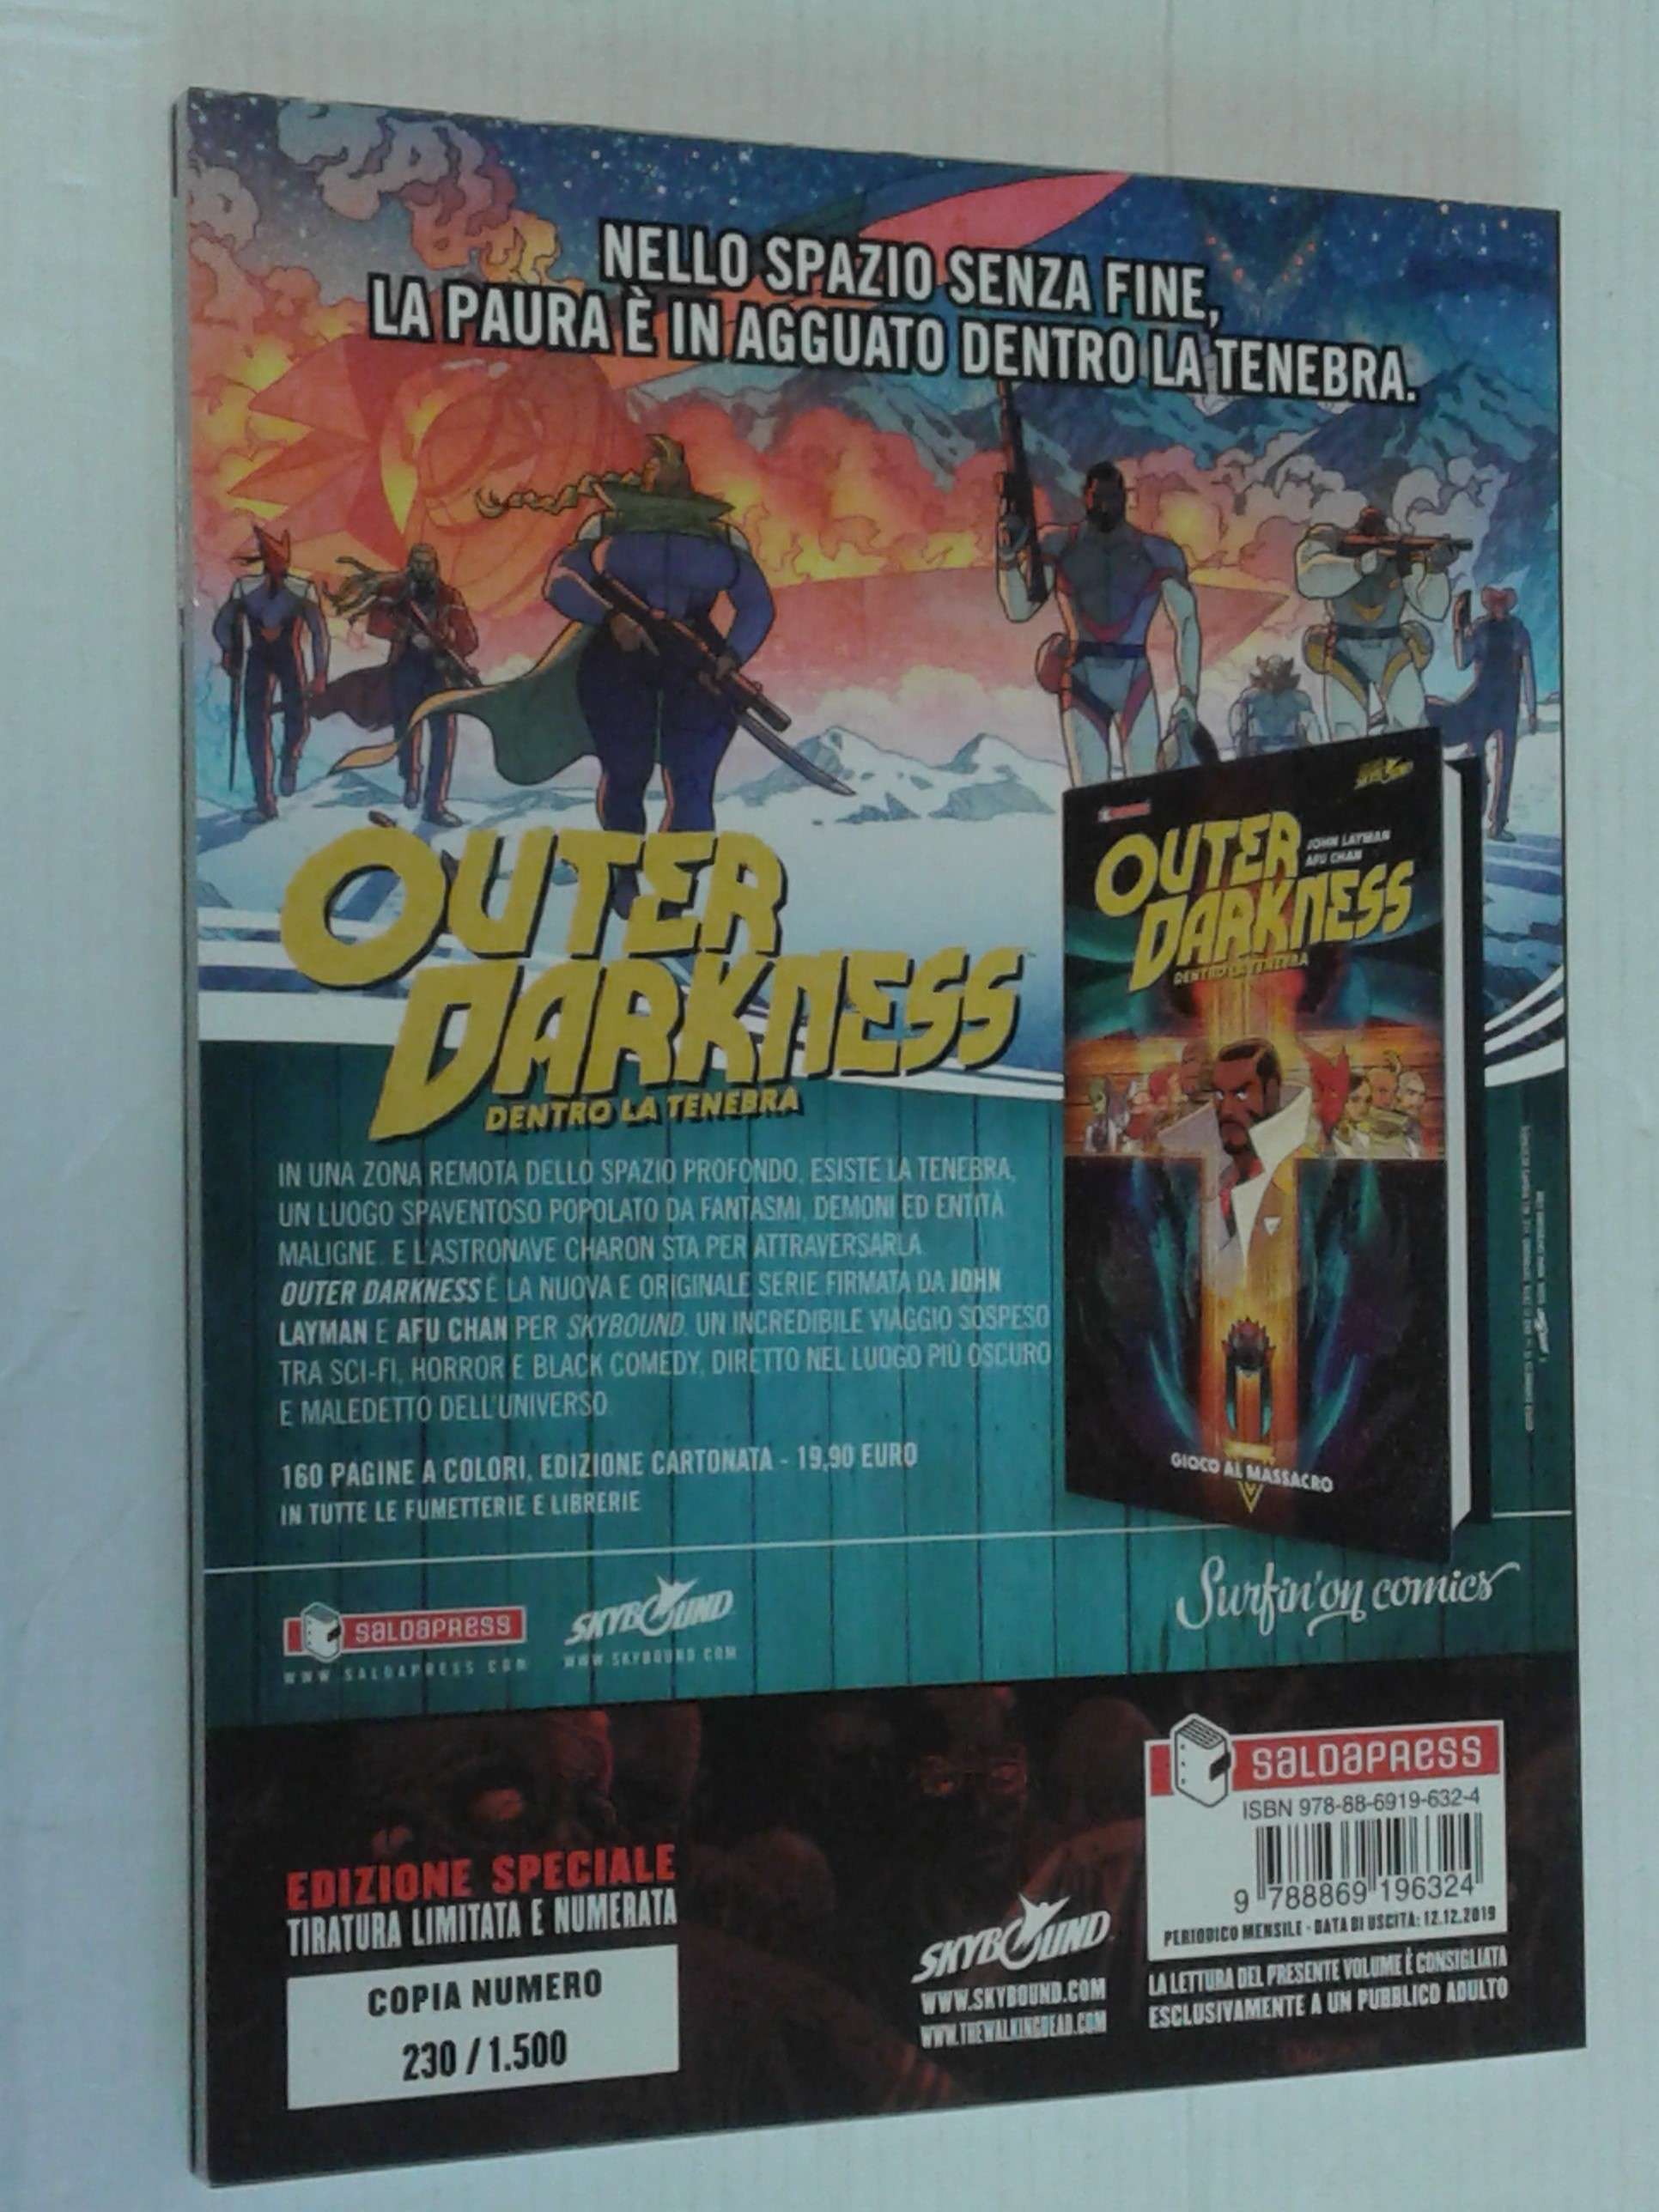 NELLO SPAZIO SENZA FINE,
LA PAURA È IN AGGUATO DENTRO LA TENEBRA.
OUTER
DARKNESS
DENTRO LA TENEBRA
IN UNA ZONA REMOTA DELLO SPAZIO PROFONDO, ESISTE LA TENEBRA,
UN LUOGO SPAVENTOSO POPOLATO DA FANTASMI, DEMONI ED ENTITÀ
MALIGNE. E L'ASTRONAVE CHARON STA PER ATTRAVERSARLA.
OUTER DARKNESS È LA NUOVA E ORIGINALE SERIE FIRMATA DA JOHN
LAYMAN E AFU CHAN PER SKYBOUND. UN INCREDIBILE VIAGGIO SOSPESO
TRA SCI-FI, HORROR E BLACK COMEDY, DIRETTO NEL LUOGO PIÙ OSCURO
E MALEDETTO DELL'UNIVERSO.
160 PAGINE A COLORI, EDIZIONE CARTONATA - 19,90 EURO
IN TUTTE LE FUMETTERIE E LIBRERIE
SKYBOUND
OUTER
JOHN LAYMAN
AFU CHAN
DARKNESS
DENTRO LA TENEBRA
GIOCO AL MASSACRO
saldapress
WWW.SALDAPRESS.COM
SKYBOUND
WWW.SKYBOUND.COM
Surfin' on comics
EDIZIONE SPECIALE
TIRATURA LIMITATA E NUMERATA
COPIA NUMERO
230 / 1.500
SKYBOUND
WWW.SKYBOUND.COM
WWW.THEWALKINGDEAD.COM
saldapress
ISBN 978-88-6919-632-4
9 788869 196324
PERIODICO MENSILE - DATA DI USCITA: 12.12.2019
LA LETTURA DEL PRESENTE VOLUME È CONSIGLIATA
ESCLUSIVAMENTE A UN PUBBLICO ADULTO